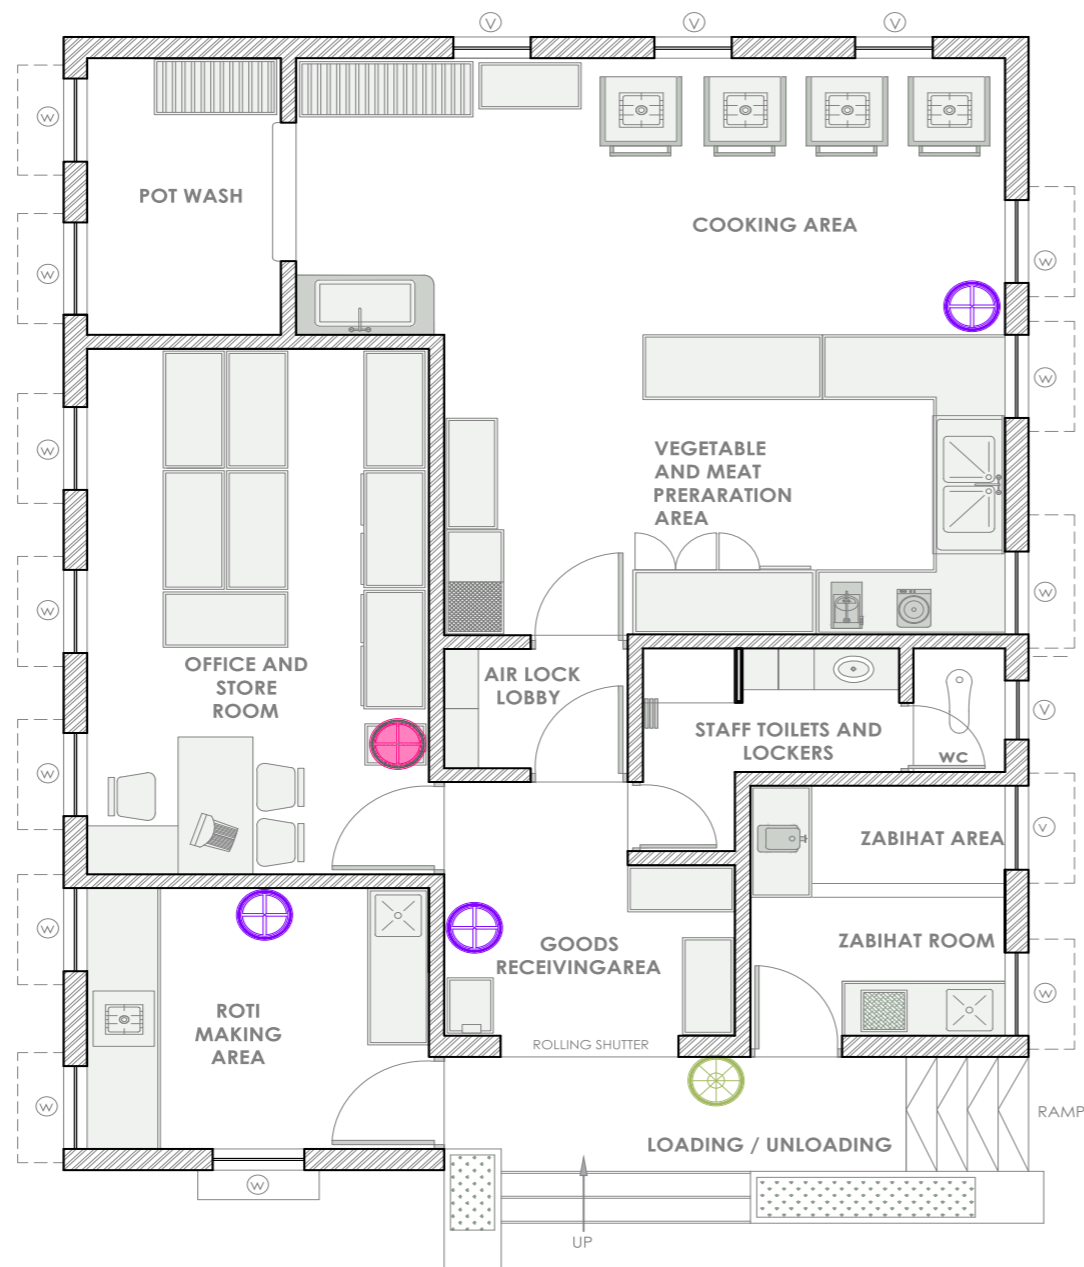 V
V
V
W
POT WASH
COOKING AREA
W
W
W
W
VEGETABLE
AND MEAT
PRERARATION
AREA
W
W
W
OFFICE AND
STORE
ROOM
AIR LOCK
LOBBY
V
STAFF TOILETS AND
LOCKERS
WC
W
V
ZABIHAT AREA
W
GOODS
RECEIVINGAREA
ZABIHAT ROOM
W
ROTI
MAKING
AREA
ROLLING SHUTTER
W
RAMP
LOADING / UNLOADING
W
UP